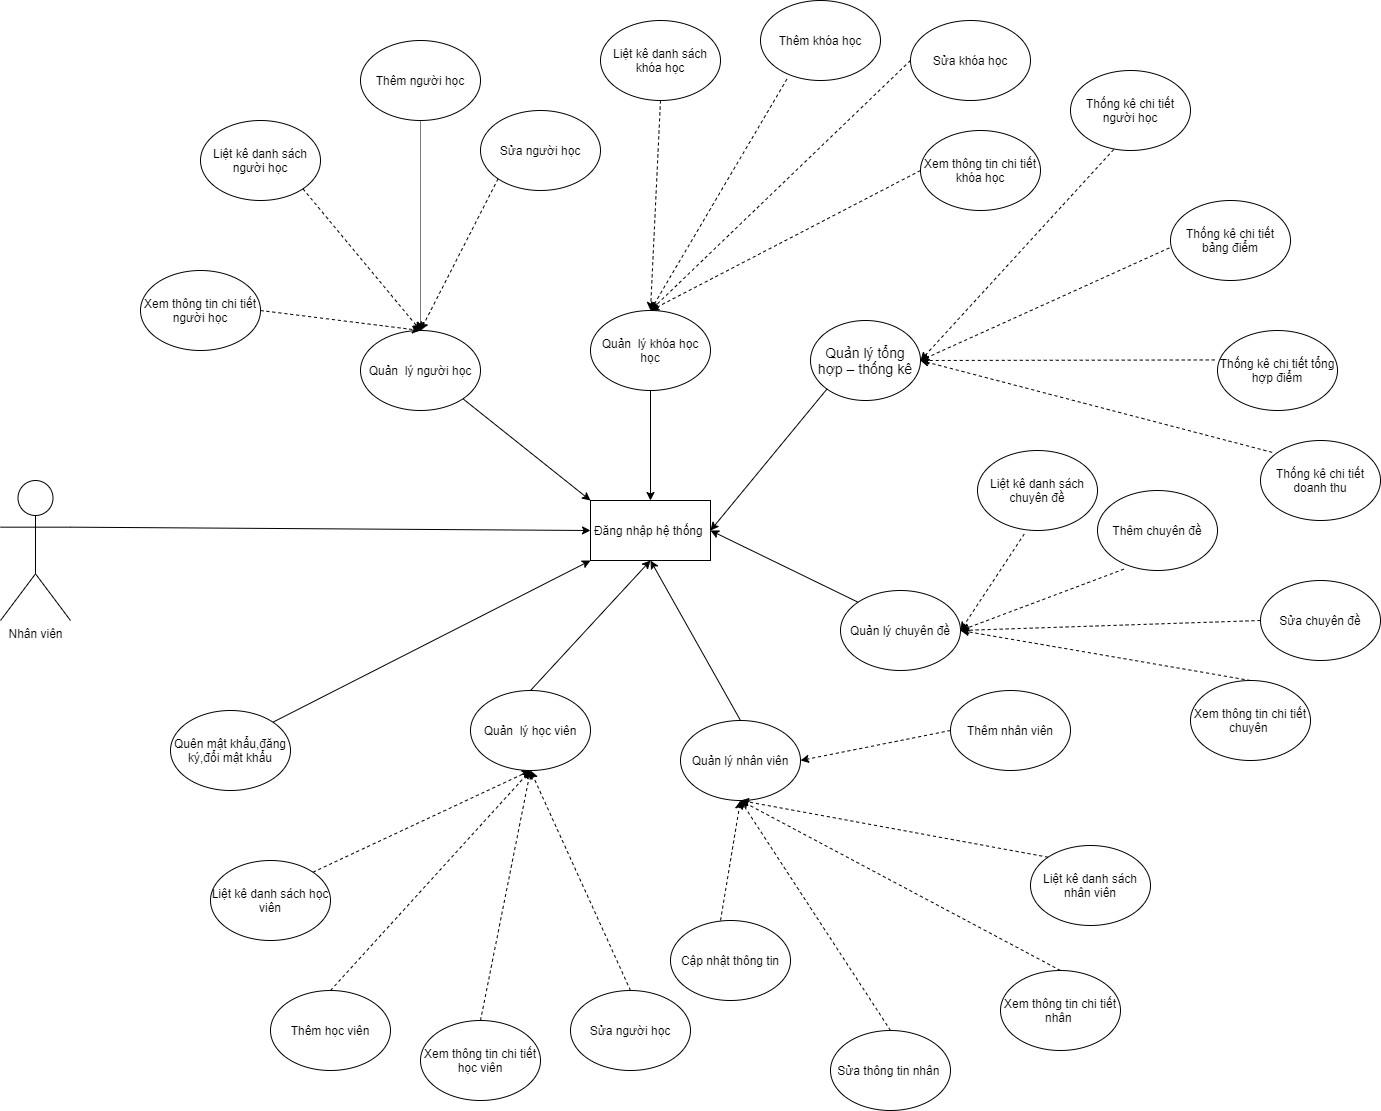 Thêm khóa học
Liệt kê danh sách
khóa học
Sửa khóa học
Thêm người học
Thống kê chi tiết
người học
Sửa người học
Liệt kê danh sách
người học
Xem thông tin chi tiết
khóa học
Thống kê chi tiết
bảng điểm
Xem thông tin chi tiết
người học
Quản  lý người học
Quản  lý khóa học
học
Quản lý tổng
hợp – thống kê
Thống kê chi tiết tổng
hợp điểm
Thống kê chi tiết
doanh thu
Liệt kê danh sách
chuyên đề
Thêm chuyên đề
Đăng nhập hệ thống
Nhân viên
Quản lý chuyên đề
Sửa chuyên đề
Xem thông tin chi tiết
chuyên
Quên mật khẩu,đăng
ký,đổi mật khẩu
Quản  lý học viên
Quản lý nhân viên
Thêm nhân viên
Liệt kê danh sách học
viên
Liệt kê danh sách
nhân viên
Cập nhật thông tin
Xem thông tin chi tiết
nhân
Thêm học viên
Xem thông tin chi tiết
học viên
Sửa người học
Sửa thông tin nhân